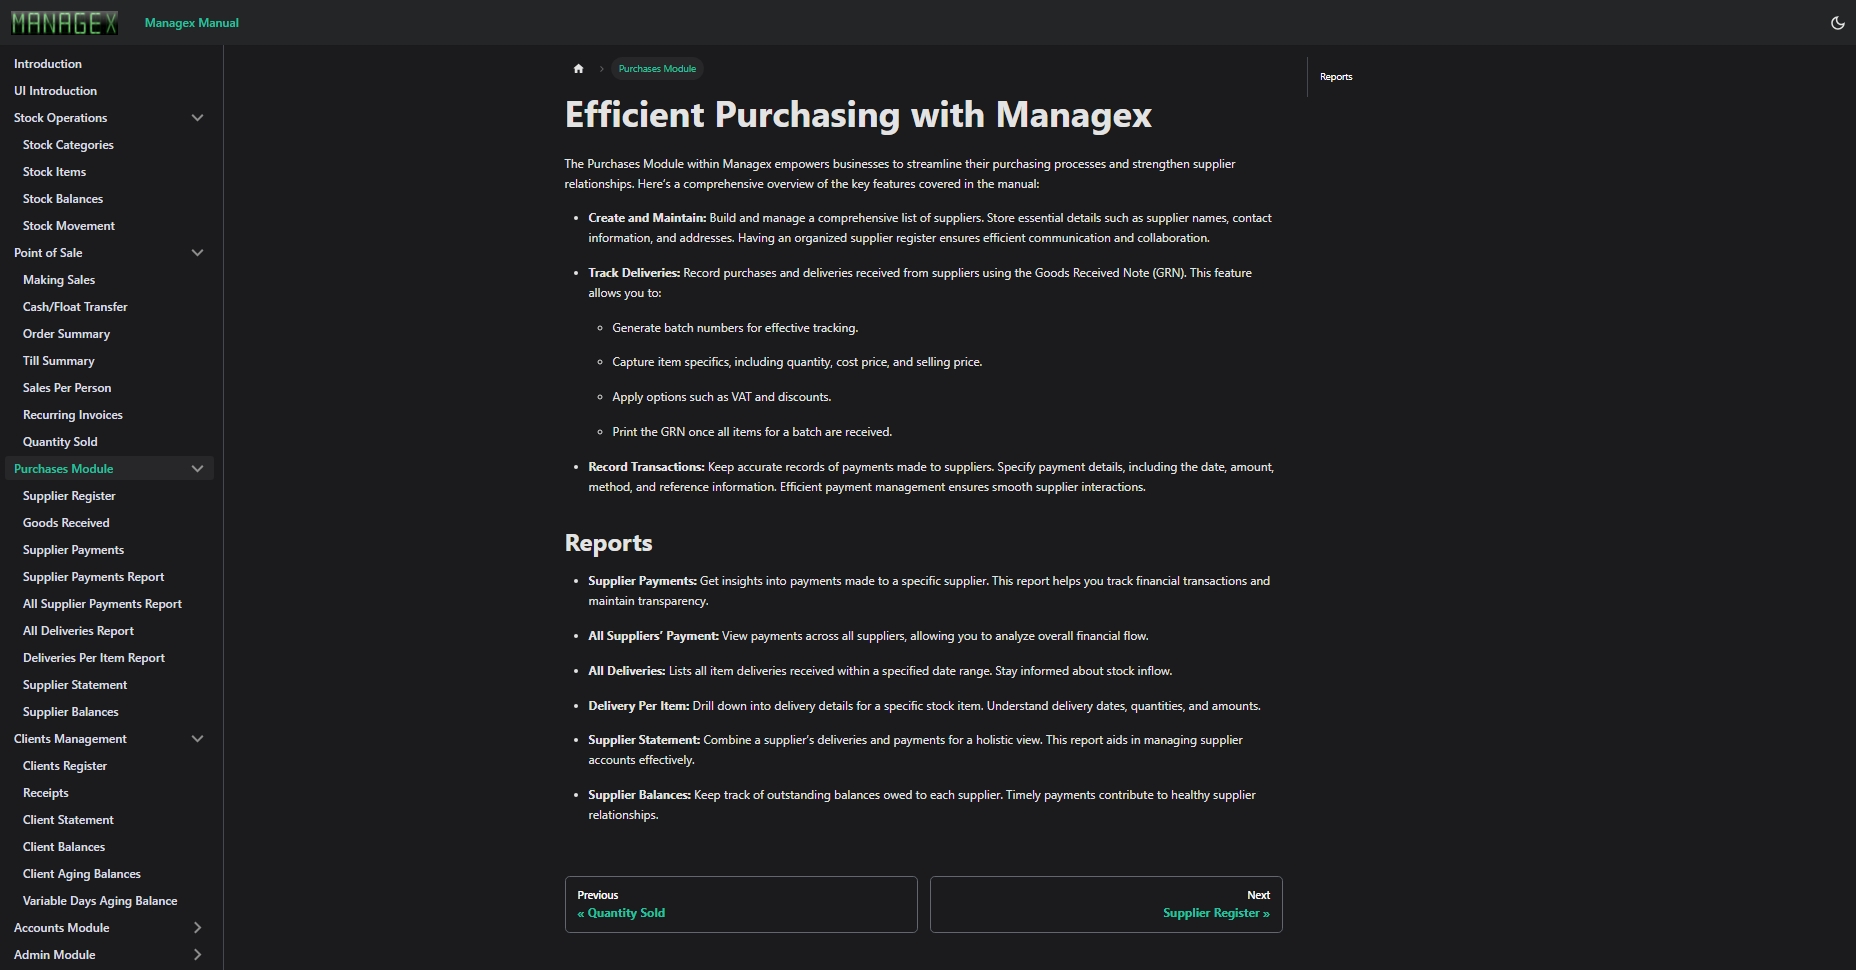 MANAGEX
Managex Manual
Introduction
UI Introduction
Stock Operations
Stock Categories
Stock Items
Stock Balances
Stock Movement
Point of Sale
Making Sales
Cash/Float Transfer
Order Summary
Till Summary
Sales Per Person
Recurring Invoices
Quantity Sold
Purchases Module
Supplier Register
Goods Received
Supplier Payments
Supplier Payments Report
All Supplier Payments Report
All Deliveries Report
Deliveries Per Item Report
Supplier Statement
Supplier Balances
Clients Management
Clients Register
Receipts
Client Statement
Client Balances
Client Aging Balances
Variable Days Aging Balance
Accounts Module
Admin Module
Purchases Module
Efficient Purchasing with Managex
The Purchases Module within Managex empowers businesses to streamline their purchasing processes and strengthen supplier
relationships. Here’s a comprehensive overview of the key features covered in the manual:
• Create and Maintain: Build and manage a comprehensive list of suppliers. Store essential details such as supplier names, contact
information, and addresses. Having an organized supplier register ensures efficient communication and collaboration.
• Track Deliveries: Record purchases and deliveries received from suppliers using the Goods Received Note (GRN). This feature
allows you to:
◦ Generate batch numbers for effective tracking.
◦ Capture item specifics, including quantity, cost price, and selling price.
◦ Apply options such as VAT and discounts.
◦ Print the GRN once all items for a batch are received.
• Record Transactions: Keep accurate records of payments made to suppliers. Specify payment details, including the date, amount,
method, and reference information. Efficient payment management ensures smooth supplier interactions.
Reports
• Supplier Payments: Get insights into payments made to a specific supplier. This report helps you track financial transactions and
maintain transparency.
• All Suppliers’ Payment: View payments across all suppliers, allowing you to analyze overall financial flow.
• All Deliveries: Lists all item deliveries received within a specified date range. Stay informed about stock inflow.
• Delivery Per Item: Drill down into delivery details for a specific stock item. Understand delivery dates, quantities, and amounts.
• Supplier Statement: Combine a supplier’s deliveries and payments for a holistic view. This report aids in managing supplier
accounts effectively.
• Supplier Balances: Keep track of outstanding balances owed to each supplier. Timely payments contribute to healthy supplier
relationships.
Previous
« Quantity Sold
Next
Supplier Register »
Reports